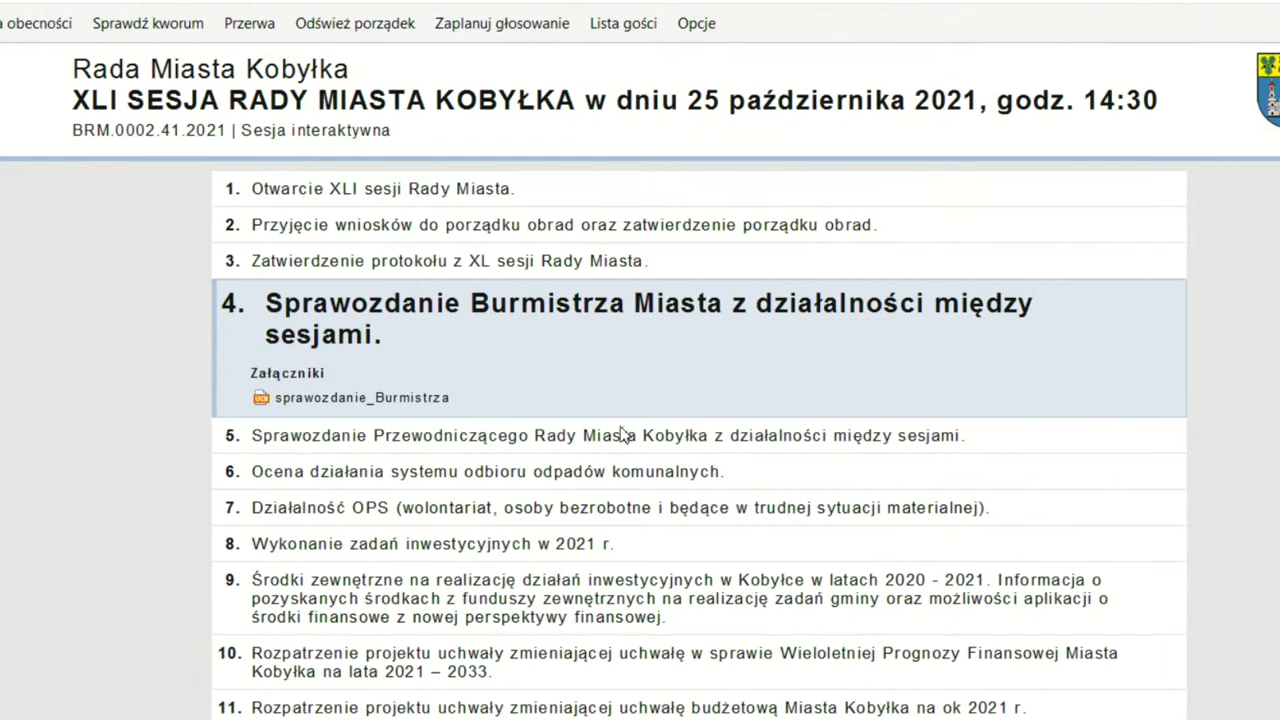 a obecności Sprawdź kworum Przerwa Odśwież porządek Zaplanuj głosowanie Lista gości Opcje
Rada Miasta Kobyłka
XLI SESJA RADY MIASTA KOBYŁKA w dniu 25 października 2021, godz. 14:30
BRM.0002.41.2021 | Sesja interaktywna
1. Otwarcie XLI sesji Rady Miasta.
2. Przyjęcie wniosków do porządku obrad oraz zatwierdzenie porządku obrad.
3. Zatwierdzenie protokołu z XL sesji Rady Miasta.
4. Sprawozdanie Burmistrza Miasta z działalności między
sesjami.
Załączniki
sprawozdanie_Burmistrza
5. Sprawozdanie Przewodniczącego Rady Miasta Kobyłka z działalności między sesjami.
6. Ocena działania systemu odbioru odpadów komunalnych.
7. Działalność OPS (wolontariat, osoby bezrobotne i będące w trudnej sytuacji materialnej).
8. Wykonanie zadań inwestycyjnych w 2021 r.
9. Środki zewnętrzne na realizację działań inwestycyjnych w Kobyłce w latach 2020 - 2021. Informacja o
pozyskanych środkach z funduszy zewnętrznych na realizację zadań gminy oraz możliwości aplikacji o
środki finansowe z nowej perspektywy finansowej.
10. Rozpatrzenie projektu uchwały zmieniającej uchwałę w sprawie Wieloletniej Prognozy Finansowej Miasta
Kobyłka na lata 2021 – 2033.
11. Rozpatrzenie projektu uchwały zmieniającej uchwałę budżetową Miasta Kobyłka na ok 2021 r.